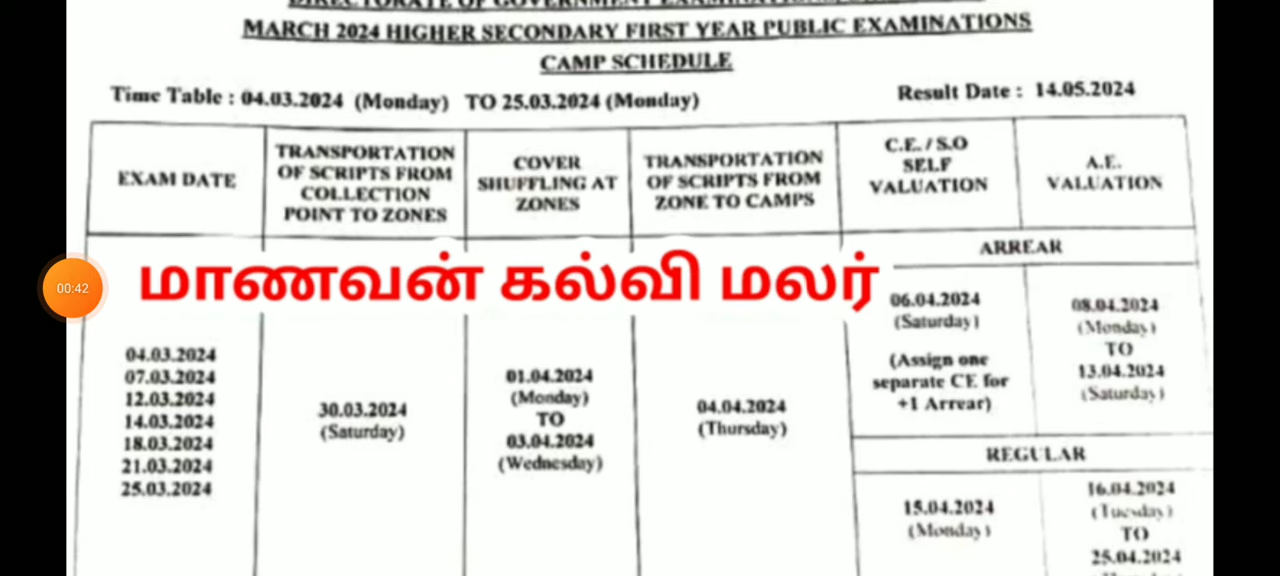 MARCH 2024 HIGHER SECONDARY FIRST YEAR PUBLIC EXAMINATIONS
CAMP SCHEDULE
Time Table : 04.03.2024 (Monday) TO 25.03.2024 (Monday)
Result Date : 14.05.2024
EXAM DATE
TRANSPORTATION
OF SCRIPTS FROM
COLLECTION
POINT TO ZONES
COVER
SHUFFLING AT
ZONES
TRANSPORTATION
OF SCRIPTS FROM
ZONE TO CAMPS
C.E. / S.O
SELF
VALUATION
A.E.
VALUATION
ARREAR
மாணவன் கல்வி மலர்
00:42
04.03.2024
07.03.2024
12.03.2024
14.03.2024
18.03.2024
21.03.2024
25.03.2024
30.03.2024
(Saturday)
01.04.2024
(Monday)
TO
03.04.2024
(Wednesday)
04.04.2024
(Thursday)
06.04.2024
(Saturday)
(Assign one
separate CE for
+1 Arrear)
08.04.2024
(Monday)
TO
13.04.2024
(Saturday)
REGULAR
15.04.2024
(Monday)
16.04.2024
(Tuesday)
TO
25.04.2024